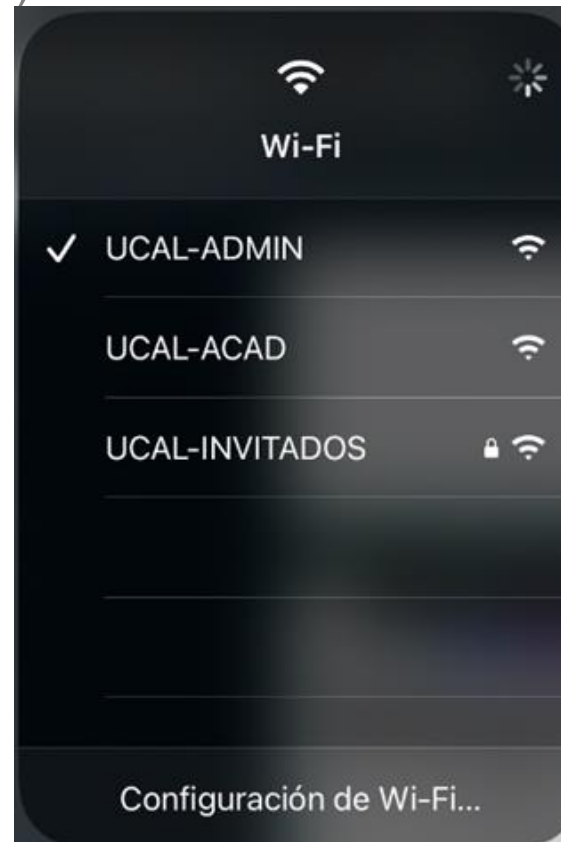 Wi-Fi
UCAL-ADMIN
UCAL-ACAD
UCAL-INVITADOS
Configuración de Wi-Fi...